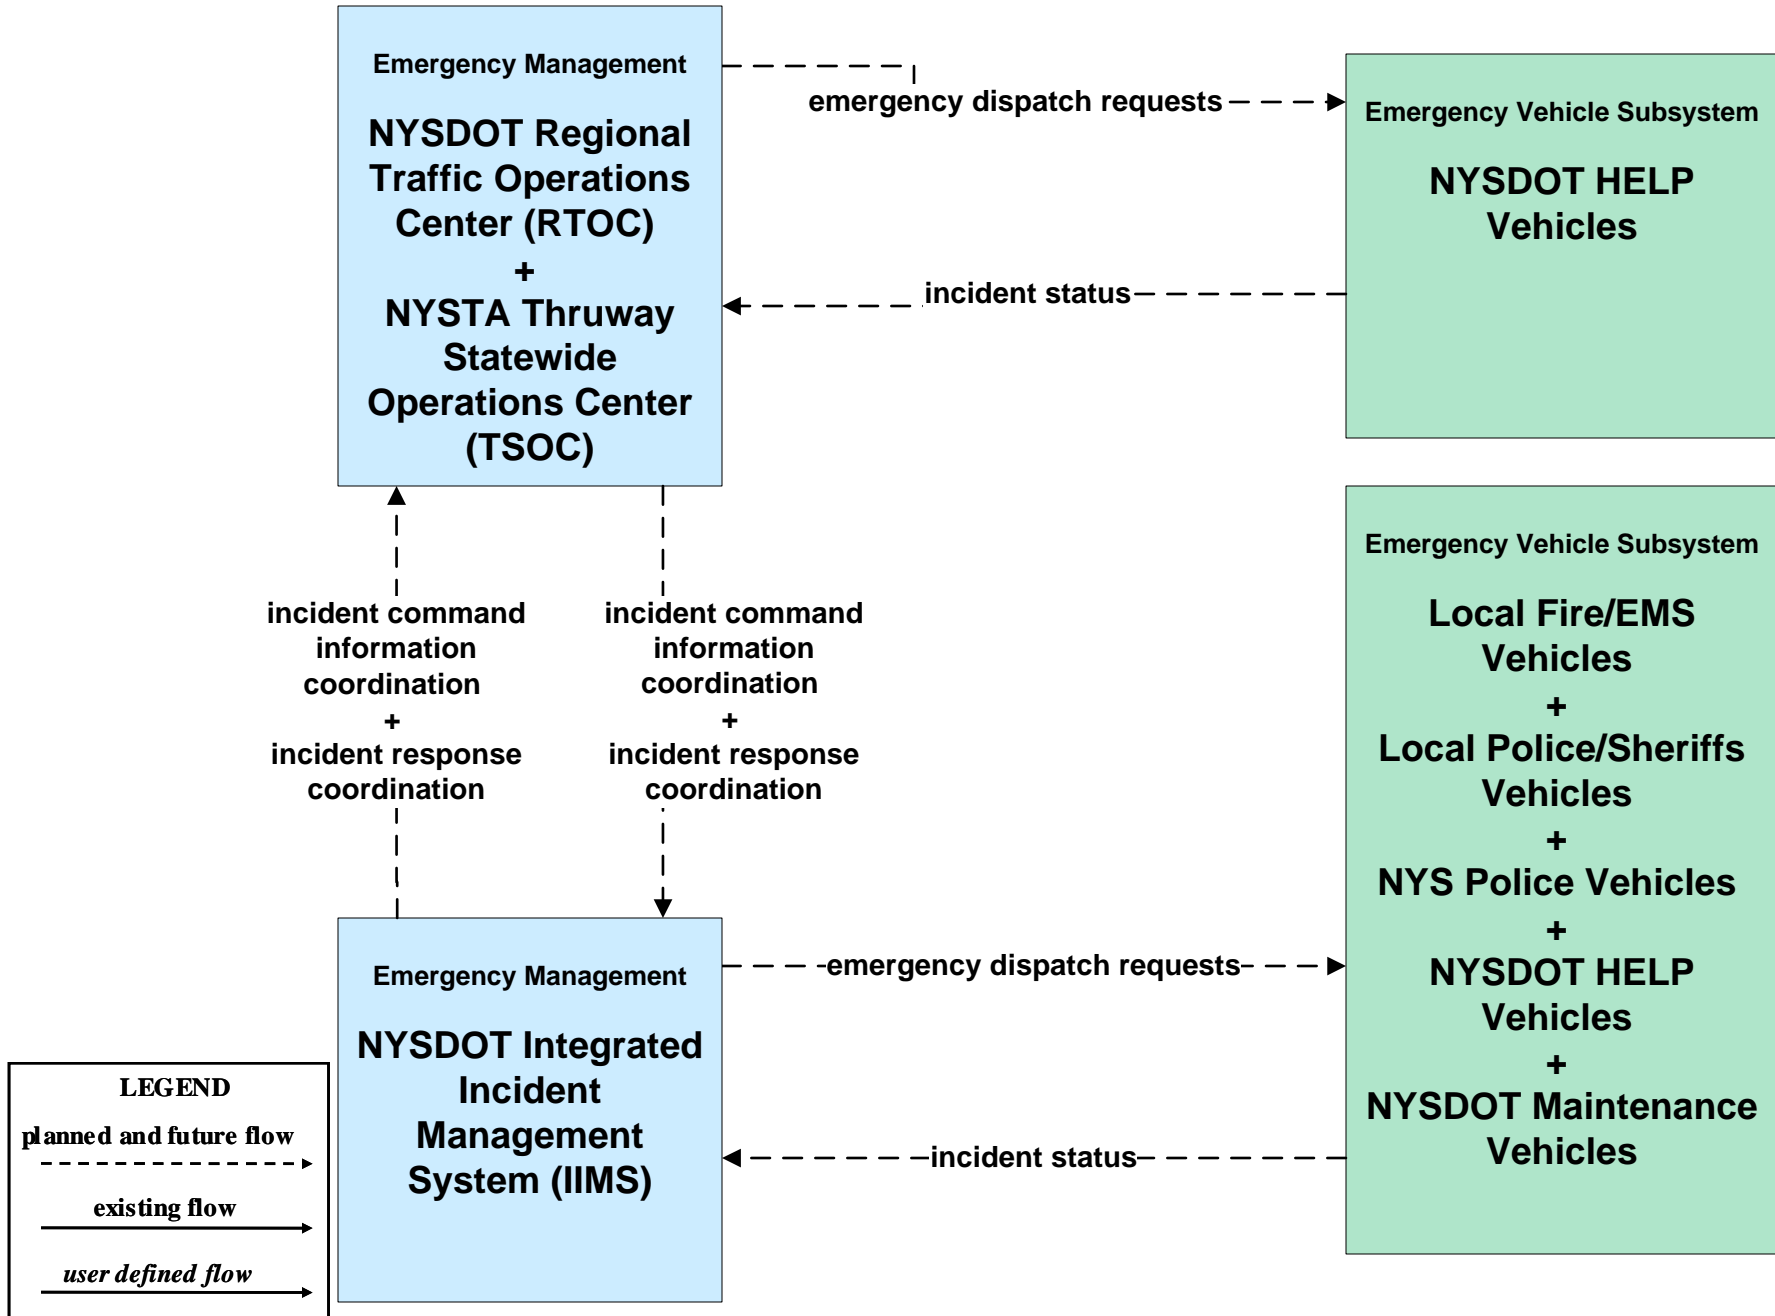 Emergency Management
NYSDOT Regional
Traffic Operations
Center (RTOC)
+
NYSTA Thruway
Statewide
Operations Center
(TSOC)
emergency dispatch requests
incident status
Emergency Vehicle Subsystem
NYSDOT HELP
Vehicles
incident command
information
coordination
+
incident response
coordination
incident command
information
coordination
+
incident response
coordination
Emergency Vehicle Subsystem
Local Fire/EMS
Vehicles
+
Local Police/Sheriffs
Vehicles
+
NYS Police Vehicles
+
NYSDOT HELP
Vehicles
+
NYSDOT Maintenance
Vehicles
Emergency Management
NYSDOT Integrated
Incident
Management
System (IIMS)
emergency dispatch requests
incident status
LEGEND
planned and future flow
existing flow
user defined flow